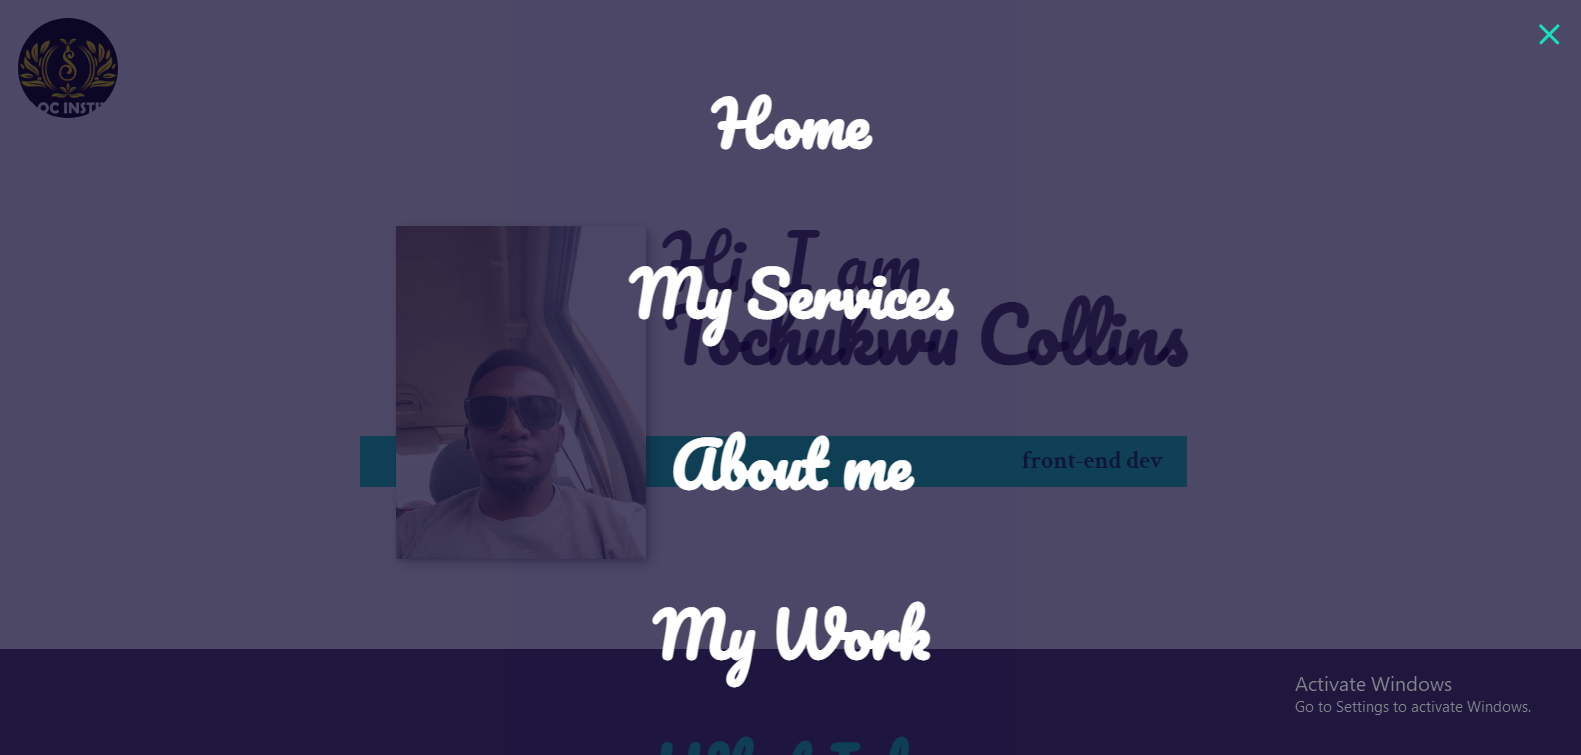 OC INSTI
Home
Hi, I am
My Services
Tochukwu Collins
About me
front-end dev
My Work
Activate Windows
Go to Settings to activate Windows.